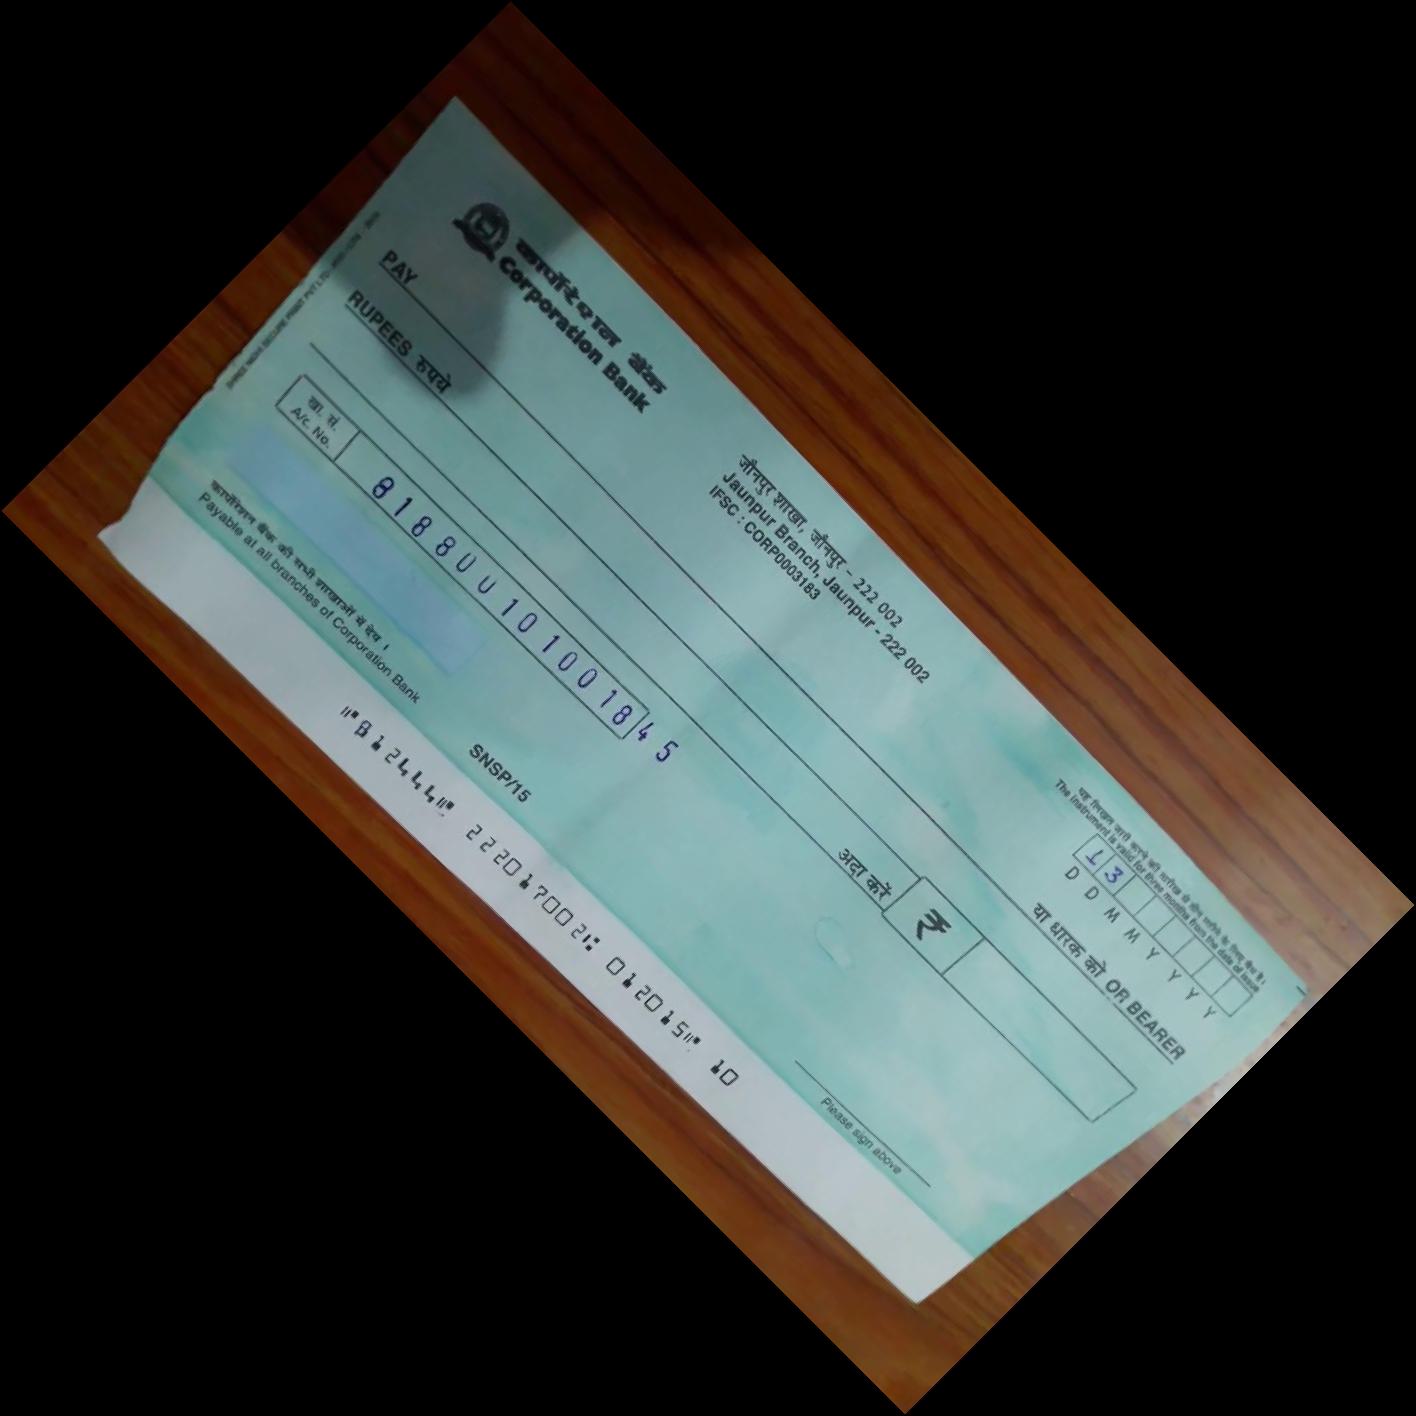 कार्पोरेशन बैंक
Corporation Bank
जौनपुर शाखा, जौनपुर - 222 002
Jaunpur Branch, Jaunpur - 222 002
IFSC : CORP0003183
यह लिखत जारी करने की तारीख से तीन महीने के लिए वैध है.
The instrument is valid for three months from the date of issue
13
D D M M Y Y Y Y
PAY
या धारक को OR BEARER
RUPEES रुपये
अदा करें ₹
खा. सं.
A/c. No.
818800101001845
कार्पोरेशन बैंक की सभी शाखाओं में देय ।
Payable at all branches of Corporation Bank
SNSP/15
Please sign above
⑈812444⑈ 222017002⑆ 012015⑈ 10